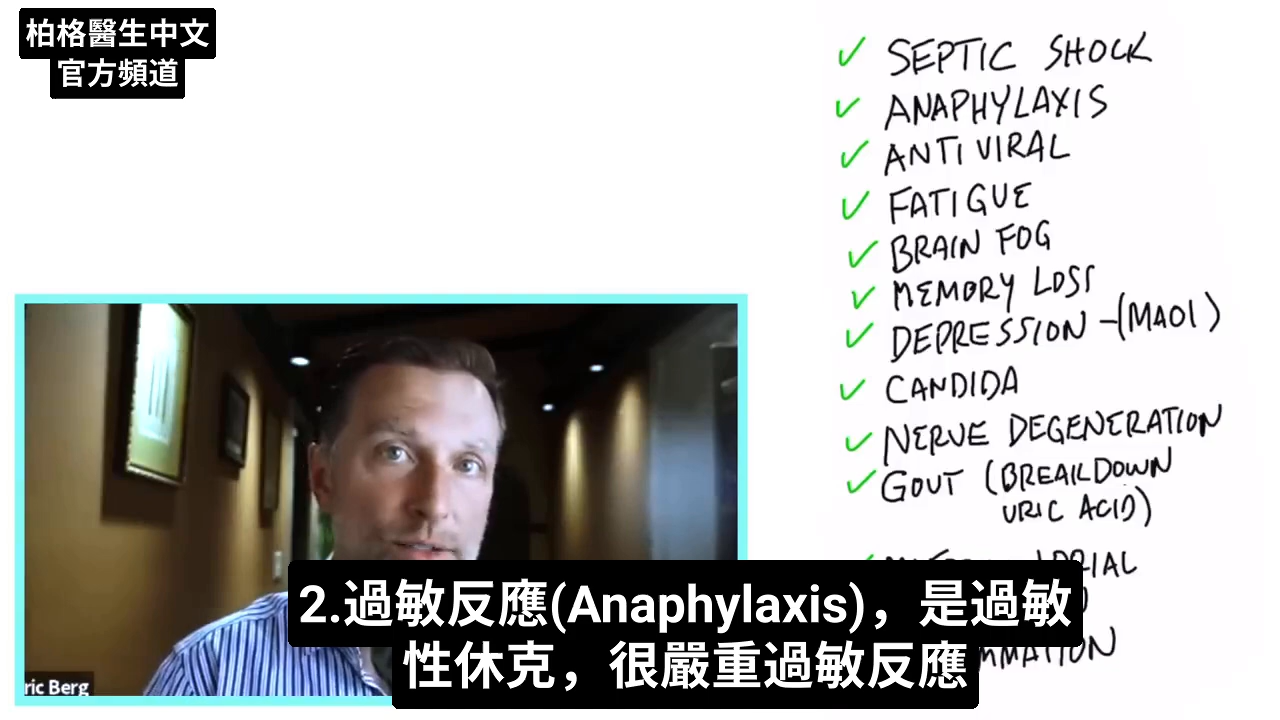 柏格醫生中文
官方頻道
SEPTIC SHOCK
ANAPHYLAXIS
ANTIVIRAL
FATIGUE
BRAIN FOG
MEMORY LOSS
DEPRESSION -(MAOI)
CANDIDA
NERVE DEGENERATION
GOUT (BREAKDOWN
URIC ACID)
ric Berg
2.過敏反應(Anaphylaxis)，是過敏
性休克，很嚴重過敏反應